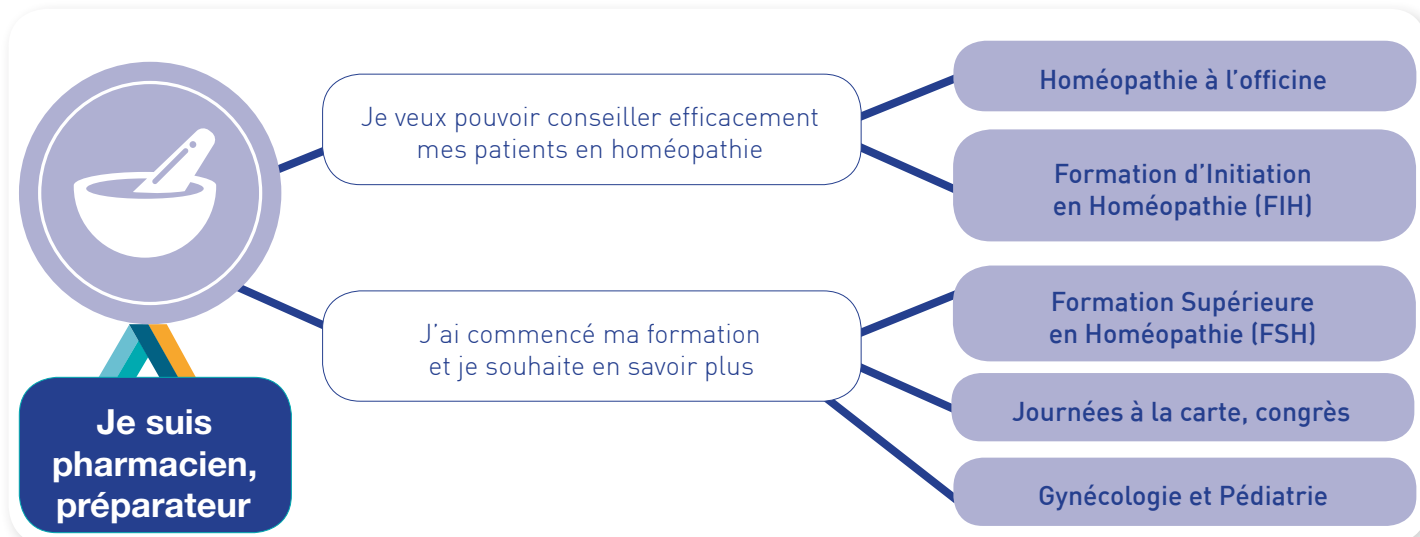 Je suis
pharmacien,
préparateur
Je veux pouvoir conseiller efficacement
mes patients en homéopathie
Homéopathie à l’officine
Formation d’Initiation
en Homéopathie (FIH)
J’ai commencé ma formation
et je souhaite en savoir plus
Formation Supérieure
en Homéopathie (FSH)
Journées à la carte, congrès
Gynécologie et Pédiatrie